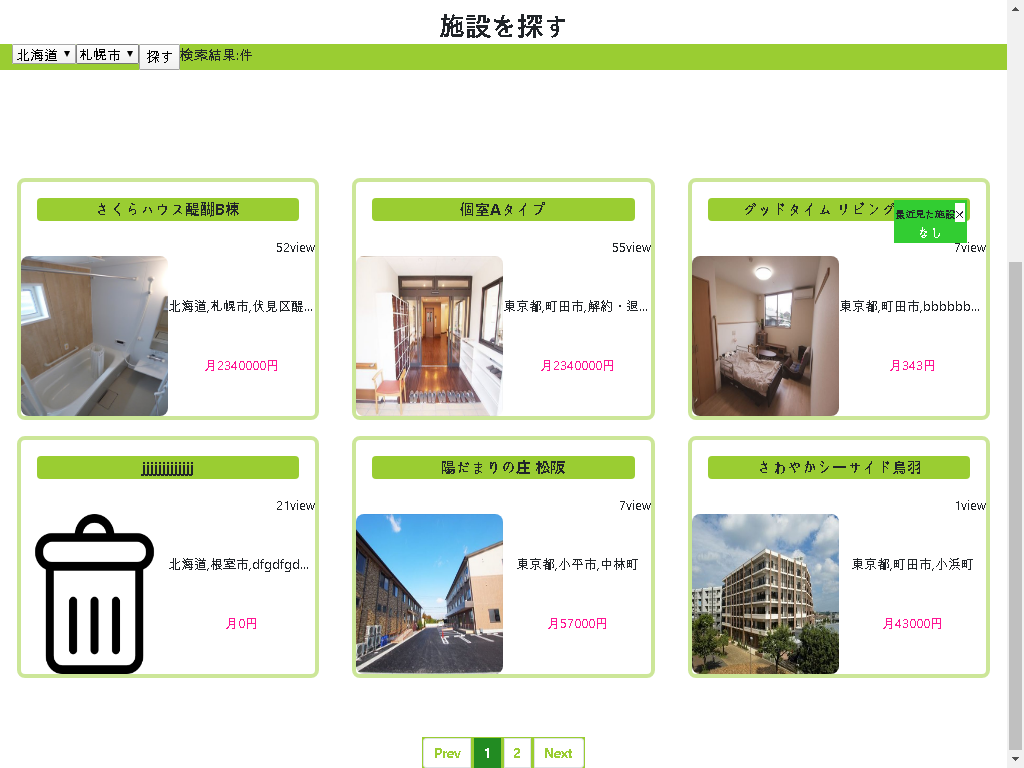 施設を探す
北海道 札幌市 探す 検索結果:件
さくらハウス醍醐B棟
52view
北海道,札幌市,伏見区醍...
月2340000円
個室Aタイプ
55view
東京都,町田市,解約・退...
月2340000円
グッドタイム リビング
最近見た施設×
なし
7view
東京都,町田市,bbbbbb...
月343円
jjjjjjjjjjjjj
21view
北海道,根室市,dfgdfgd...
月0円
陽だまりの庄 松阪
7view
東京都,小平市,中林町
月57000円
さわやかシーサイド鳥羽
1view
東京都,町田市,小浜町
月43000円
Prev 1 2 Next